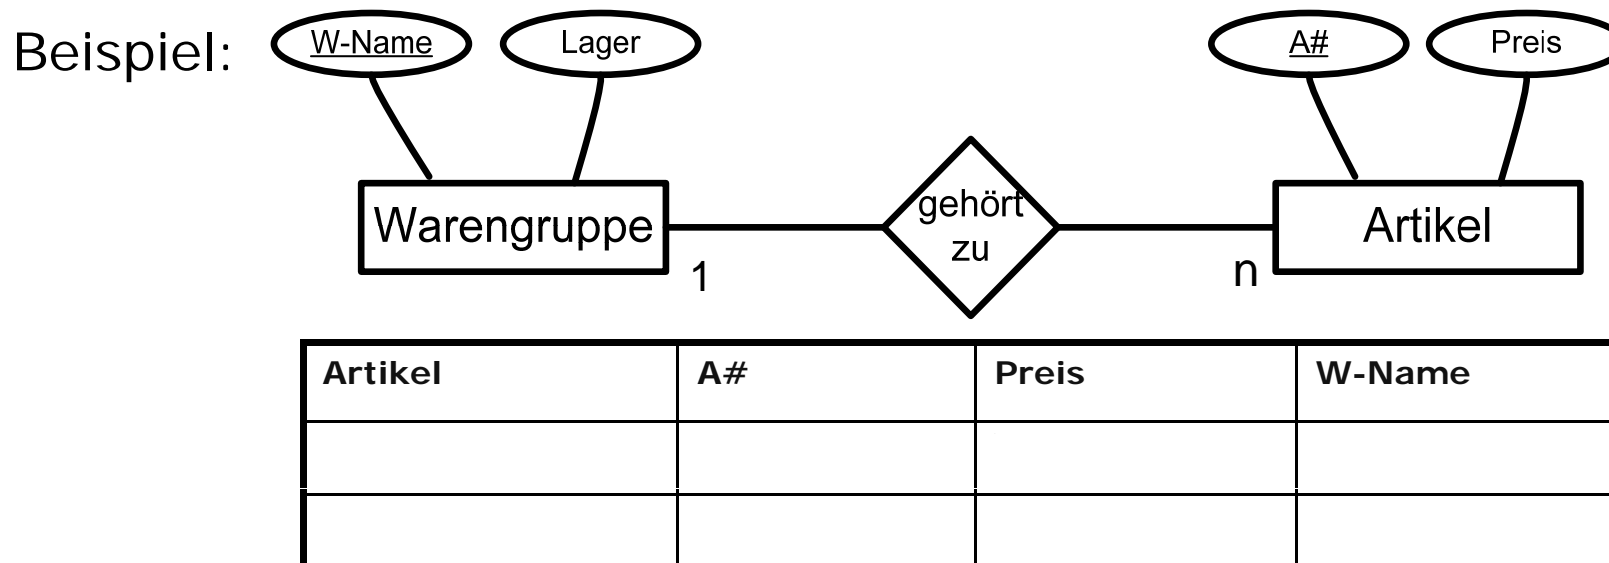 Beispiel:
W-Name
Lager
A#
Preis
Warengruppe
gehört
zu
Artikel
1
n
Artikel A# Preis W-Name